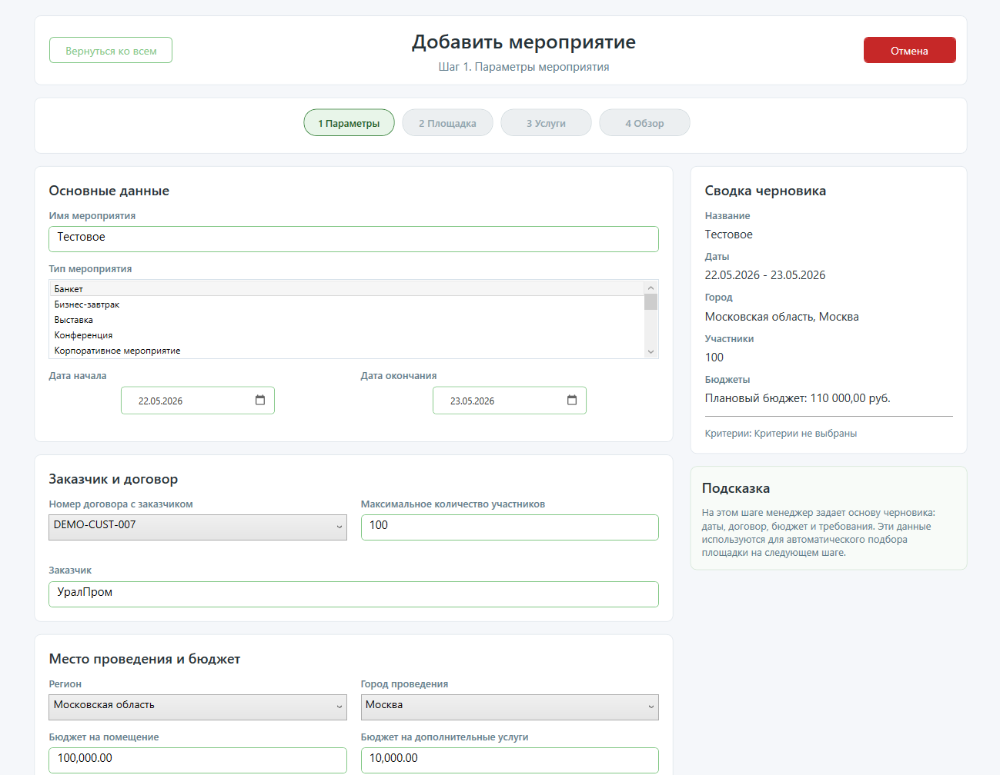 Вернуться ко всем
Добавить мероприятие
Шаг 1. Параметры мероприятия
Отмена
1 Параметры
2 Площадка
3 Услуги
4 Обзор
Основные данные
Имя мероприятия
Тестовое
Тип мероприятия
Банкет
Бизнес-завтрак
Выставка
Конференция
Корпоративное мероприятие
Дата начала
Дата окончания
22.05.2026
23.05.2026
Заказчик и договор
Номер договора с заказчиком
Максимальное количество участников
DEMO-CUST-007
100
Заказчик
УралПром
Место проведения и бюджет
Регион
Город проведения
Московская область
Москва
Бюджет на помещение
Бюджет на дополнительные услуги
100,000.00
10,000.00
Сводка черновика
Название
Тестовое
Даты
22.05.2026 - 23.05.2026
Город
Московская область, Москва
Участники
100
Бюджеты
Плановый бюджет: 110 000,00 руб.
Критерии: Критерии не выбраны
Подсказка
На этом шаге менеджер задает основу черновика:
даты, договор, бюджет и требования. Эти данные
используются для автоматического подбора
площадки на следующем шаге.